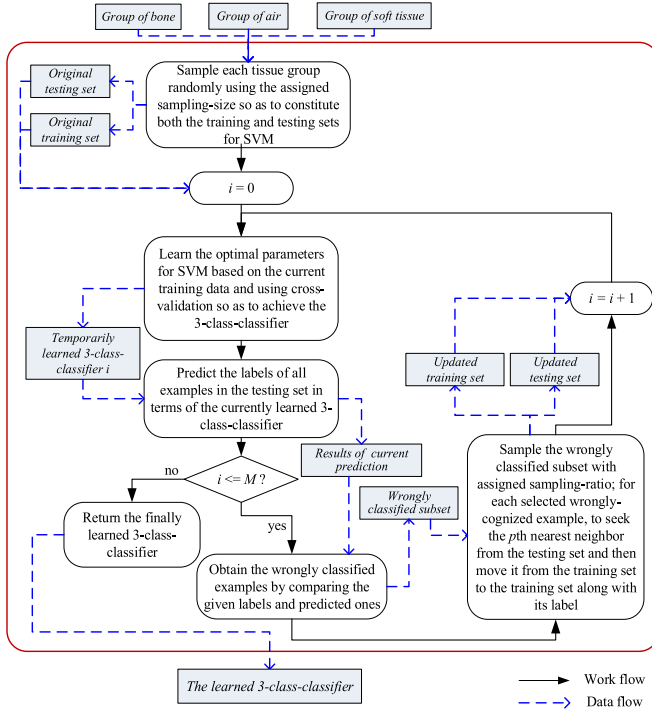 Group of bone
Group of air
Group of soft tissue
Original
testing set
Original
training set
Sample each tissue group
randomly using the assigned
sampling-size so as to constitute
both the training and testing sets
for SVM
i = 0
Learn the optimal parameters
for SVM based on the current
training data and using cross-
validation so as to achieve the
3-class-classifier
i = i + 1
Temporarily
learned 3-class-
classifier i
Predict the labels of all
examples in the testing set in
terms of the currently learned 3-
class-classifier
Updated
training set
Updated
testing set
Results of current
prediction
no
i <= M ?
yes
Return the finally
learned 3-class-
classifier
Wrongly
classified subset
Sample the wrongly
classified subset with
assigned sampling-ratio; for
each selected wrongly-
cognized example, to seek
the pth nearest neighbor
from the testing set and then
move it from the training set
to the training set along with
its label
Obtain the wrongly classified
examples by comparing the
given labels and predicted ones
The learned 3-class-classifier
Work flow
Data flow